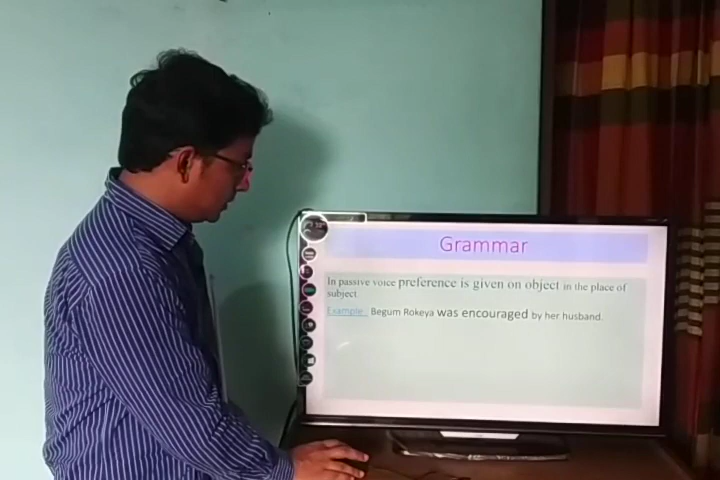 Grammar
In passive voice preference is given on object in the place of
subject
Example: Begum Rokeya was encouraged by her husband.